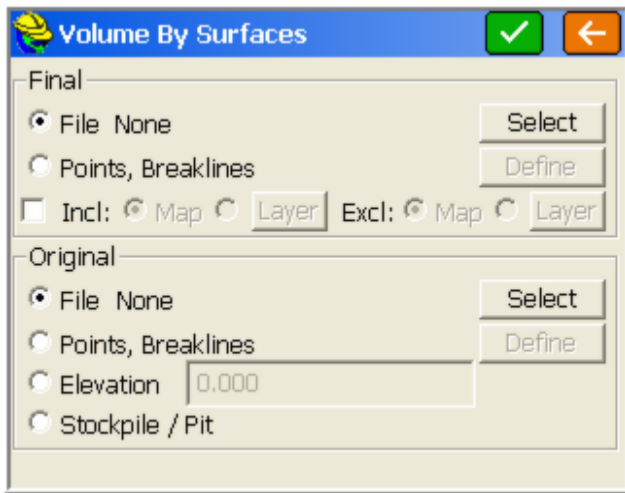 Volume By Surfaces
Final
File None Select
Points, Breaklines Define
Incl: Map Layer Excl: Map Layer
Original
File None Select
Points, Breaklines Define
Elevation 0.000
Stockpile / Pit